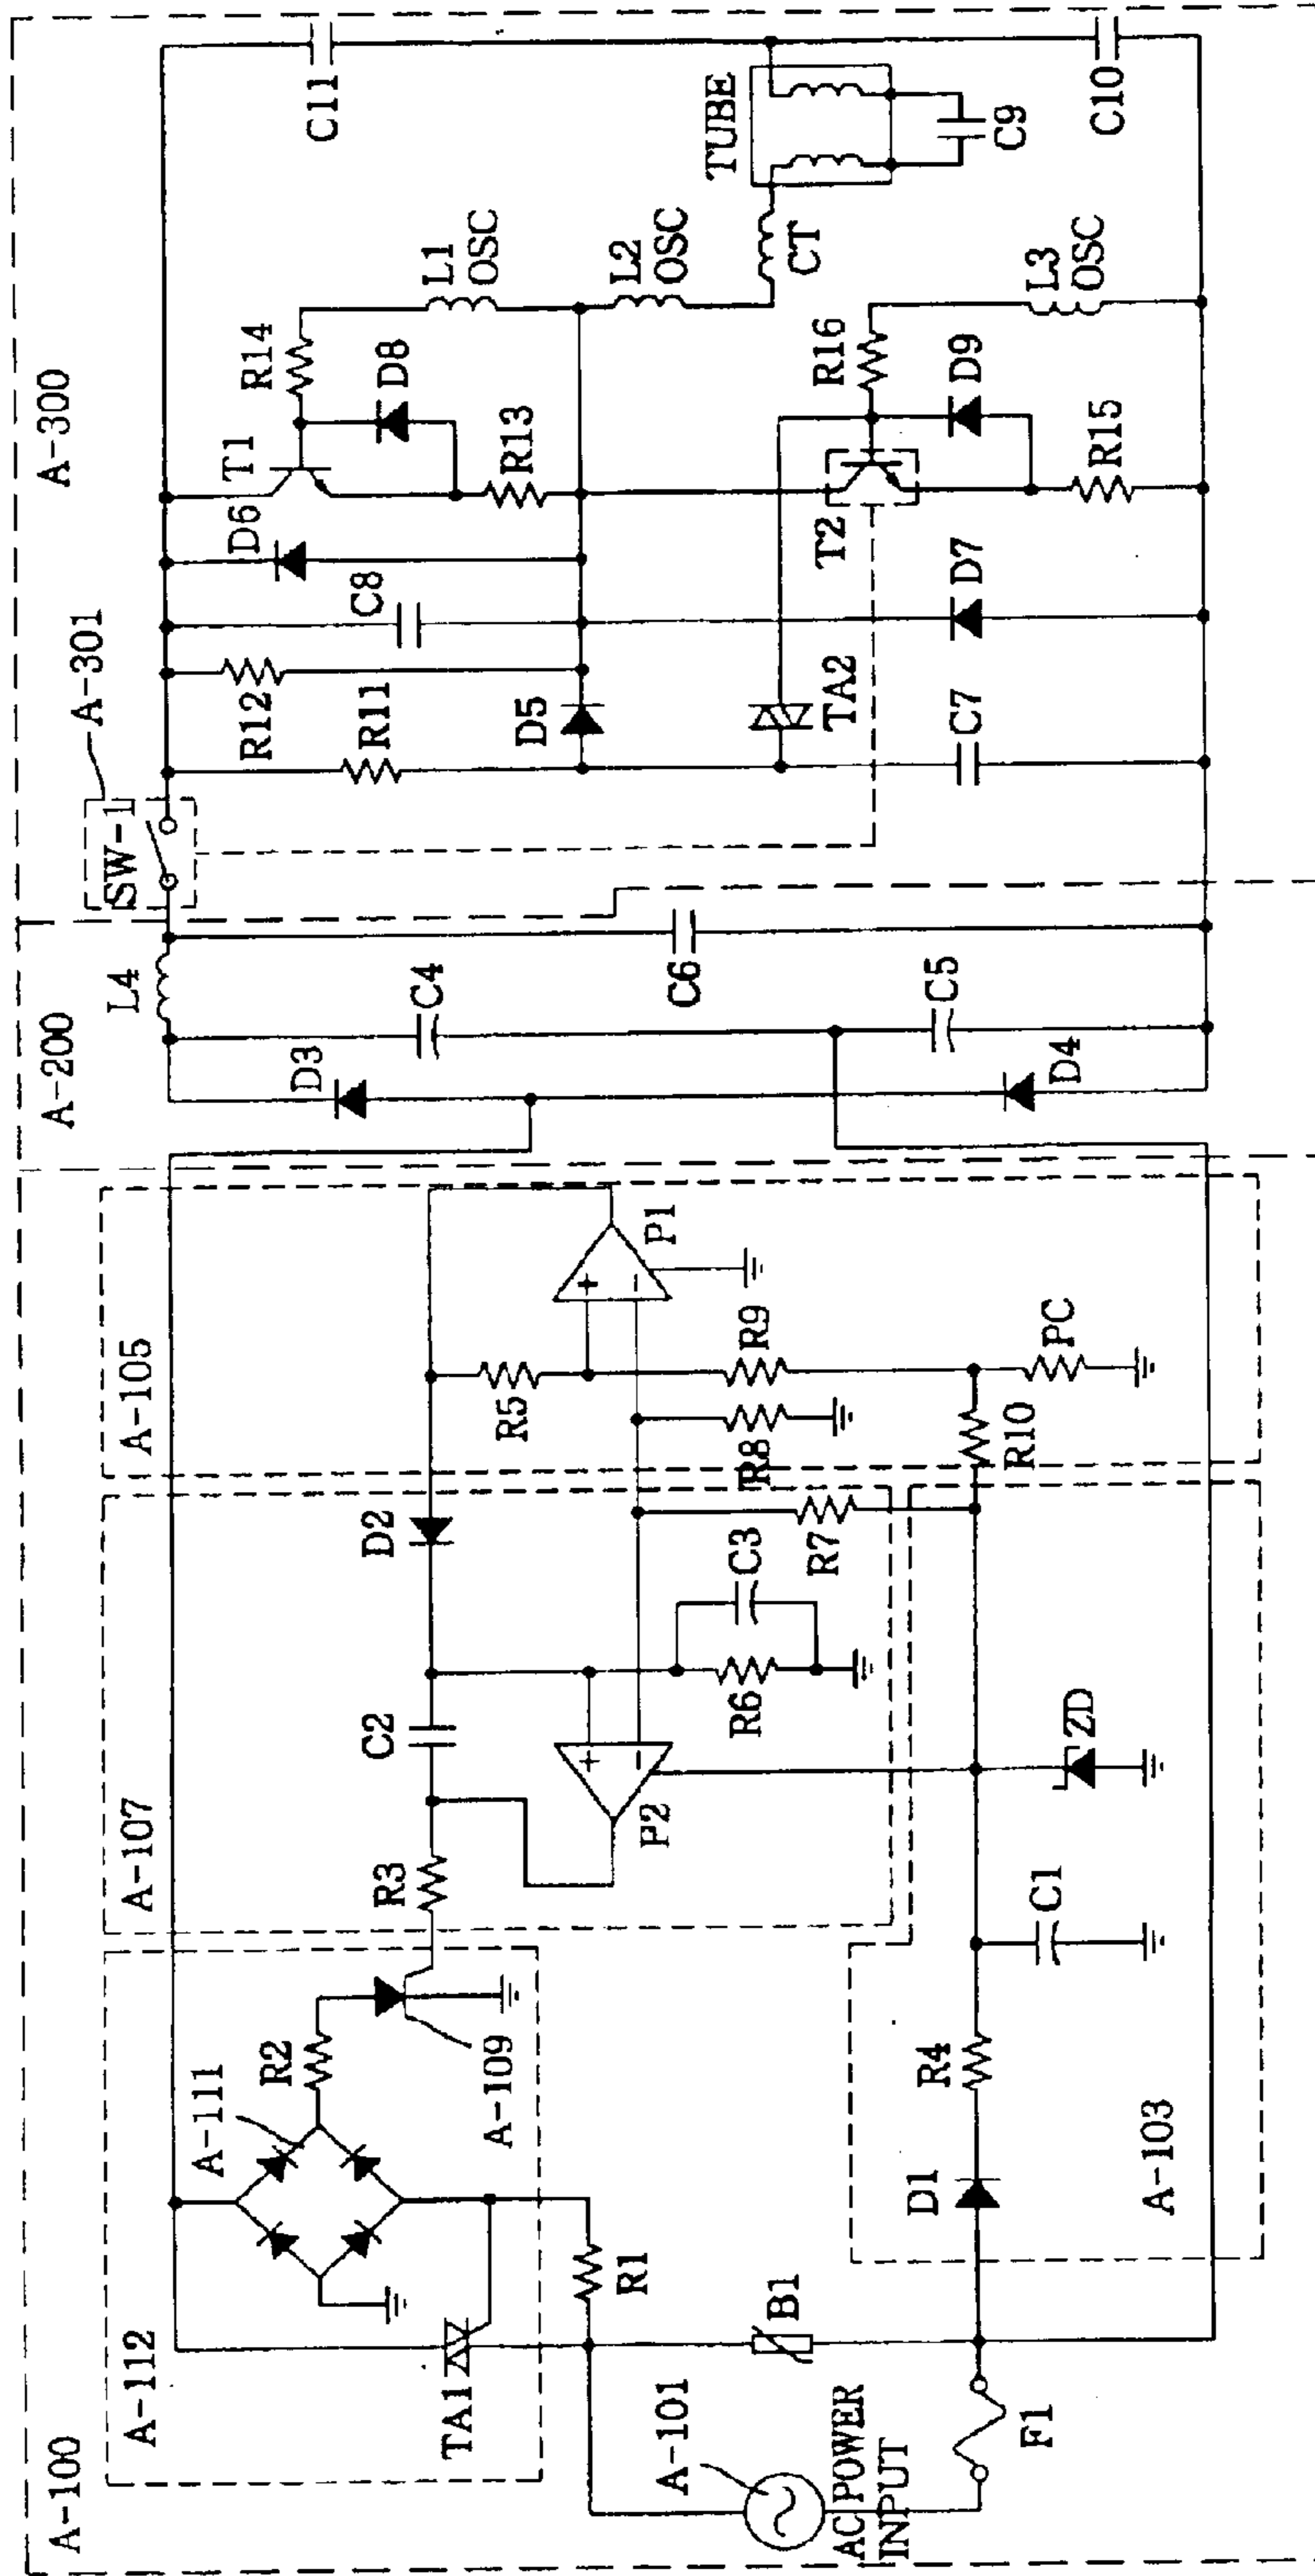 A-100
A-112
A-111
R2
A-109
TA1
R1
A-101
AC POWER
INPUT
F1
B1
D1
R4
A-103
C1
ZD
A-107
R3
C2
P2
D2
R6
C3
R7
A-105
R5
R8
R9
P1
R10
PC
A-200
L4
D3
C4
C6
C5
D4
A-300
A-301
SW-1
R12
R11
C8
D6
T1
R14
D8
R13
D5
TA2
T2
C7
D7
R16
D9
R15
L1
OSC
L2
OSC
L3
OSC
CT
TUBE
C9
C11
C10